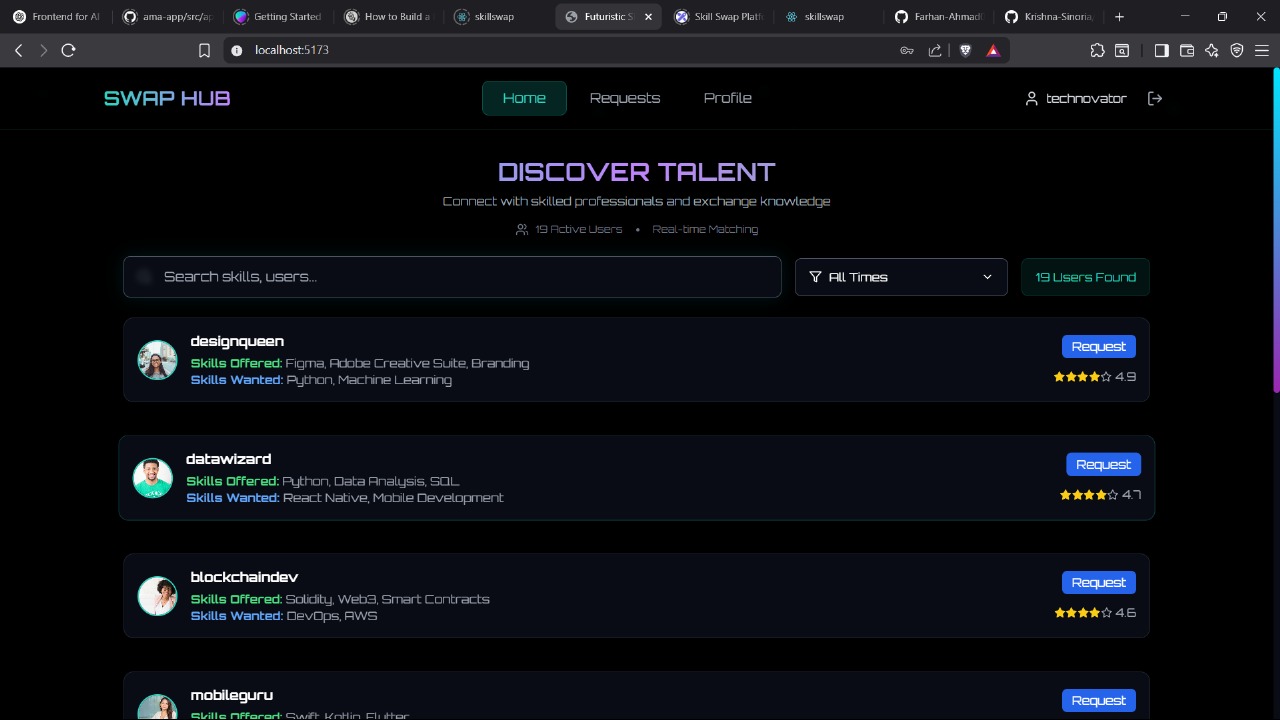 Frontend for AI
ama-app/src/ap
Getting Started
How to Build a
skillswap
Futuristic S
Skill Swap Platf
skillswap
Farhan-Ahmad
Krishna-Sinoria/
localhost:5173
SWAP HUB
Home
Requests
Profile
technovator
DISCOVER TALENT
Connect with skilled professionals and exchange knowledge
19 Active Users • Real-time Matching
Search skills, users...
All Times
19 Users Found
designqueen
Skills Offered: Figma, Adobe Creative Suite, Branding
Skills Wanted: Python, Machine Learning
Request
4.9
datawizard
Skills Offered: Python, Data Analysis, SQL
Skills Wanted: React Native, Mobile Development
Request
4.7
blockchaindev
Skills Offered: Solidity, Web3, Smart Contracts
Skills Wanted: DevOps, AWS
Request
4.6
mobileguru
Skills Offered: Swift, Kotlin, Flutter
Request